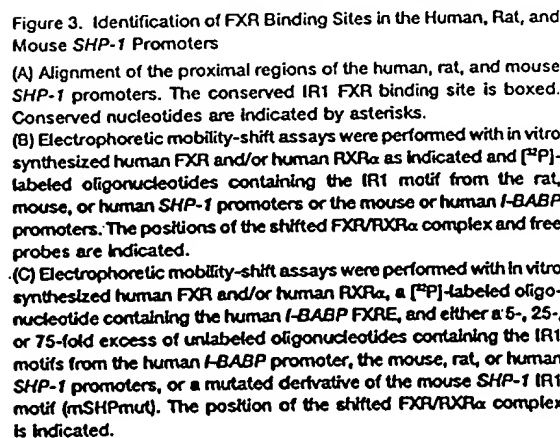 Figure 3. Identification of FXR Binding Sites in the Human, Rat, and
Mouse SHP-1 Promoters
(A) Alignment of the proximal regions of the human, rat, and mouse
SHP-1 promoters. The conserved IR1 FXR binding site is boxed.
Conserved nucleotides are indicated by asterisks.
(B) Electrophoretic mobility-shift assays were performed with in vitro
synthesized human FXR and/or human RXRα as indicated and [³²P]-
labeled oligonucleotides containing the IR1 motif from the rat,
mouse, or human SHP-1 promoters or the mouse or human I-BABP
promoters. The positions of the shifted FXR/RXRα complex and free
probes are indicated.
(C) Electrophoretic mobility-shift assays were performed with in vitro
synthesized human FXR and/or human RXRα, a [³²P]-labeled oligo-
nucleotide containing the human I-BABP FXRE, and either a 5-, 25-,
or 75-fold excess of unlabeled oligonucleotides containing the IR1
motifs from the human I-BABP promoter, the mouse, rat, or human
SHP-1 promoters, or a mutated derivative of the mouse SHP-1 IR1
motif (mSHPmut). The position of the shifted FXR/RXRα complex
is indicated.